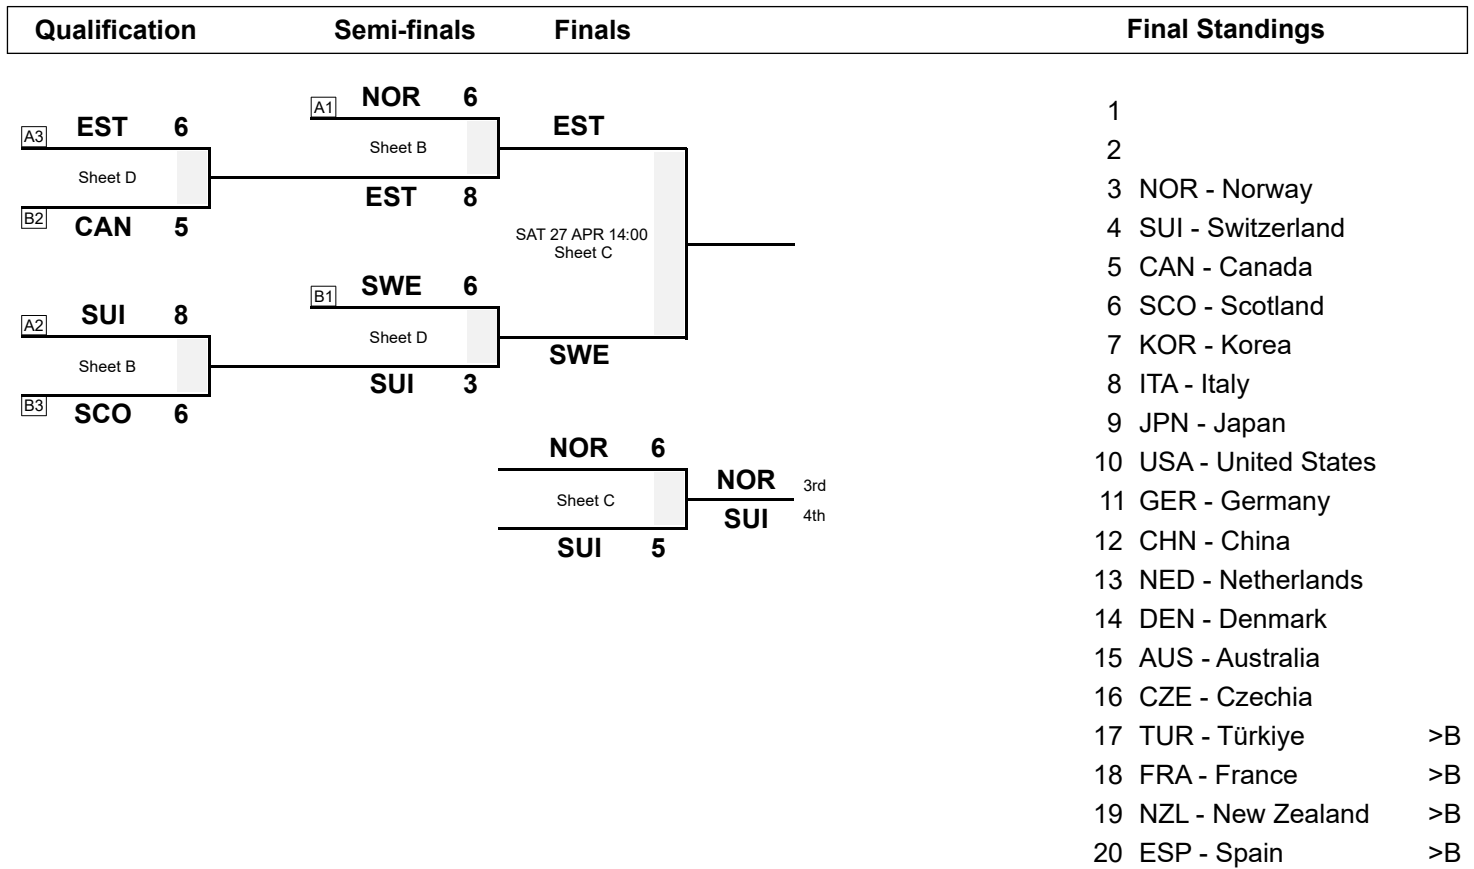 Qualification Semi-finals Finals Final Standings
A1 NOR 6
A3 EST 6
Sheet B
EST
Sheet D
EST 8
B2 CAN 5
SAT 27 APR 14:00
Sheet C
B1 SWE 6
A2 SUI 8
Sheet D
SWE
Sheet B
SUI 3
B3 SCO 6
NOR 6
NOR 3rd
Sheet C
SUI 4th
SUI 5
1
2
3 NOR - Norway
4 SUI - Switzerland
5 CAN - Canada
6 SCO - Scotland
7 KOR - Korea
8 ITA - Italy
9 JPN - Japan
10 USA - United States
11 GER - Germany
12 CHN - China
13 NED - Netherlands
14 DEN - Denmark
15 AUS - Australia
16 CZE - Czechia
17 TUR - Türkiye >B
18 FRA - France >B
19 NZL - New Zealand >B
20 ESP - Spain >B